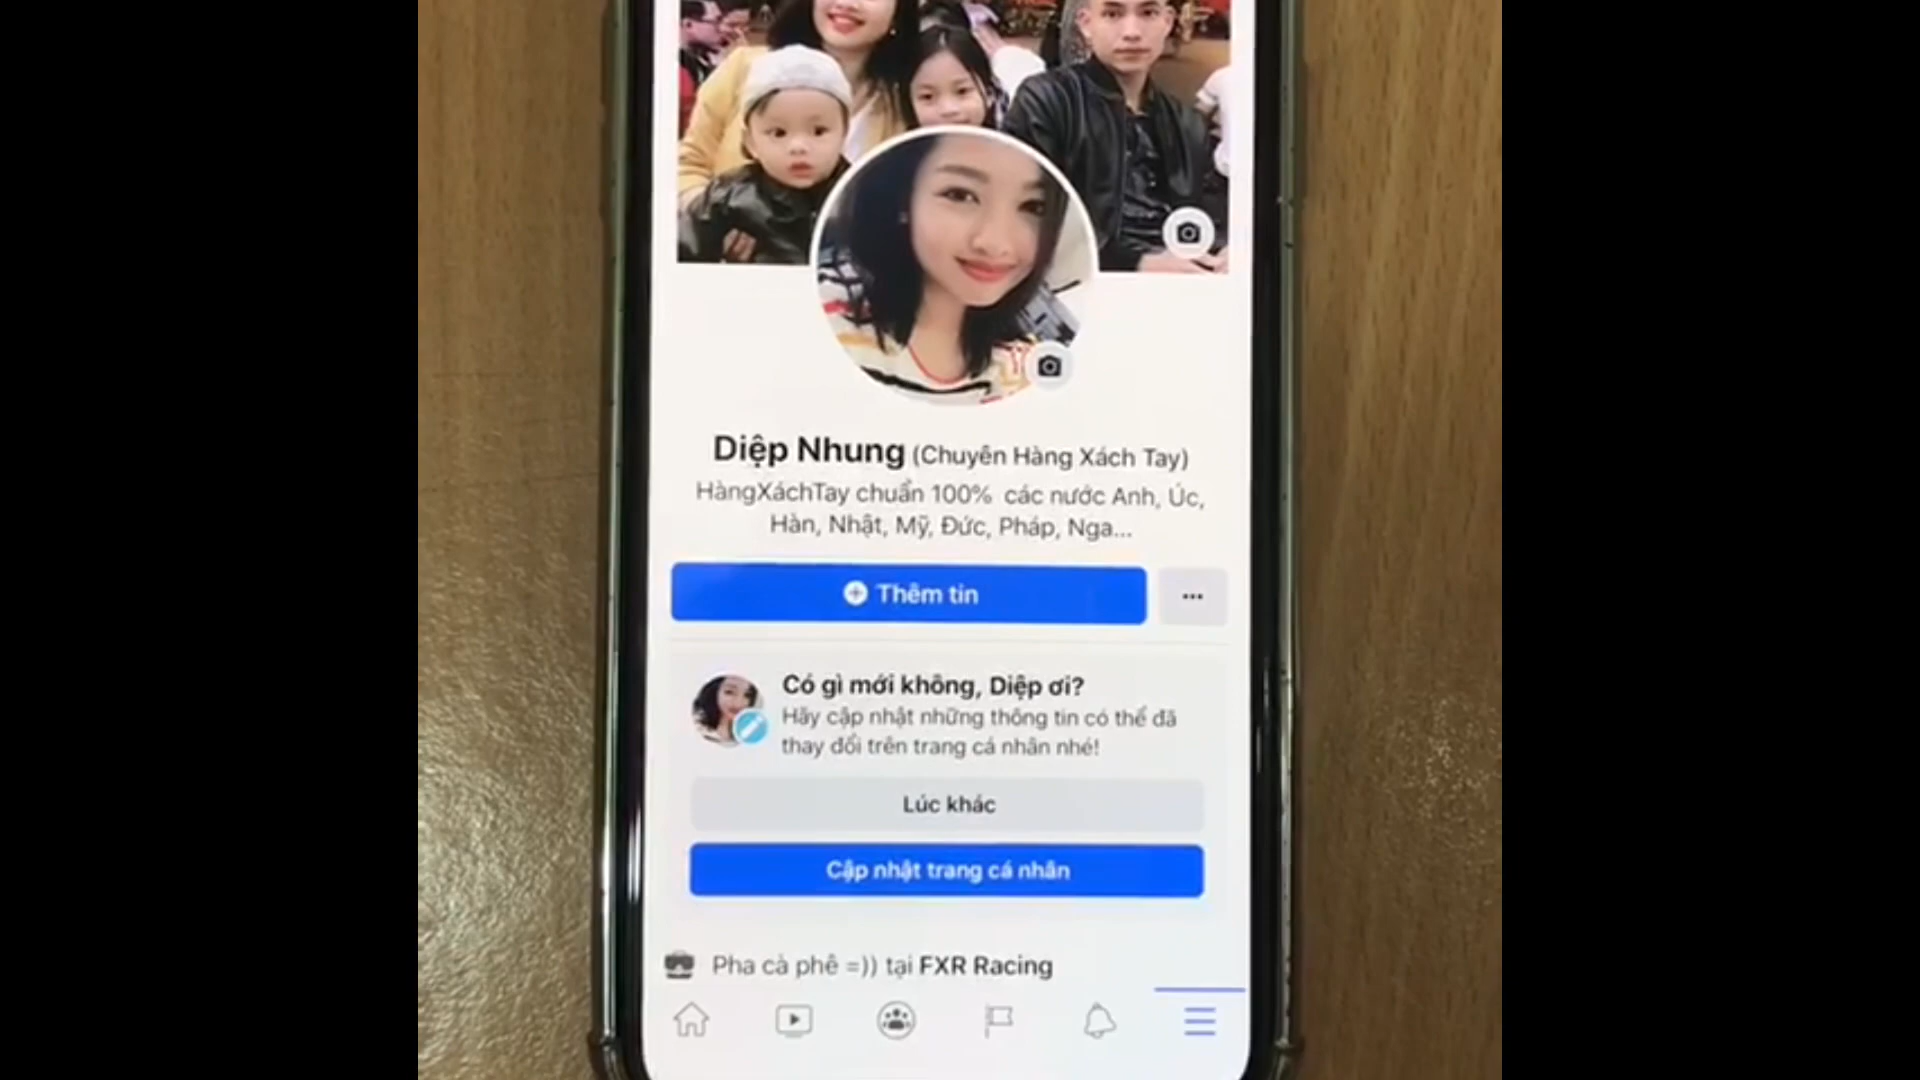 Diệp Nhung (Chuyên Hàng Xách Tay)
HàngXáchTay chuẩn 100% các nước Anh, Úc,
Hàn, Nhật, Mỹ, Đức, Pháp, Nga...
Thêm tin
Có gì mới không, Diệp ơi?
Hãy cập nhật những thông tin có thể đã
thay đổi trên trang cá nhân nhé!
Lúc khác
Cập nhật trang cá nhân
Pha cà phê =)) tại FXR Racing